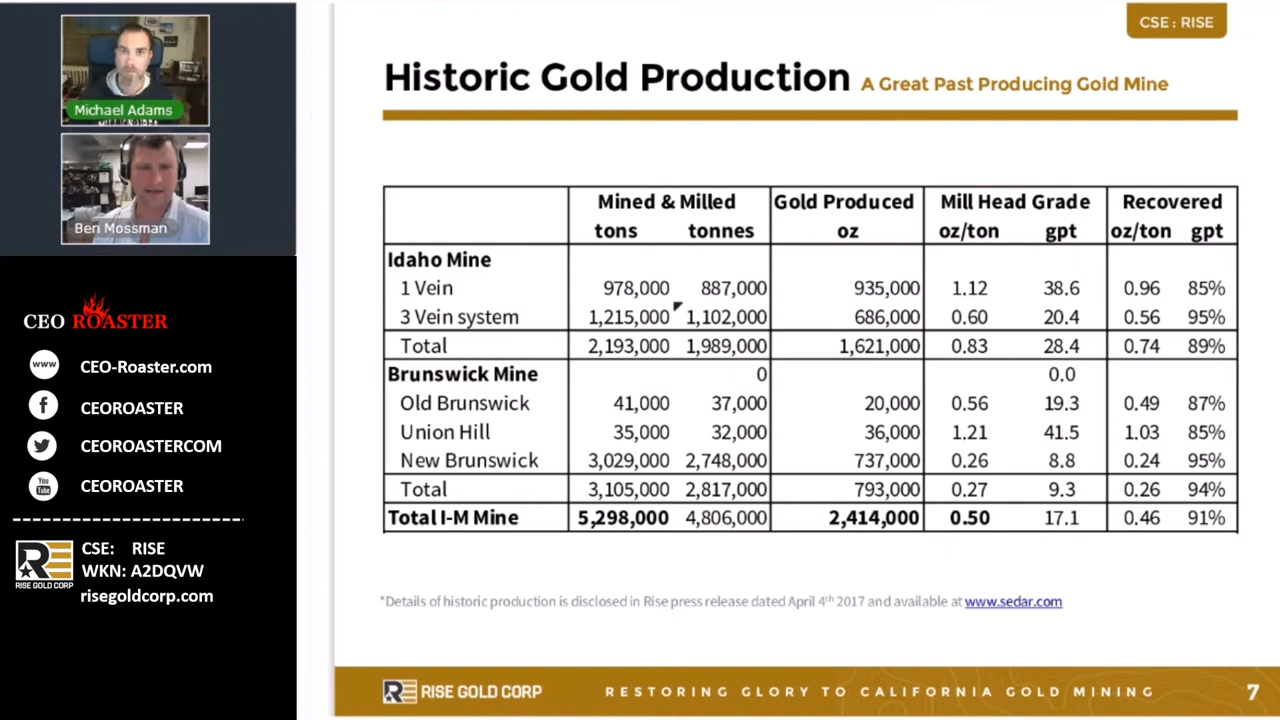 Michael Adams
Ben Mossman
CEO ROASTER
www CEO-Roaster.com
CEOROASTER
CEOROASTERCOM
You Tube CEOROASTER
CSE: RISE
WKN: A2DQVW
risegoldcorp.com
RISE GOLD CORP
CSE : RISE
Historic Gold Production A Great Past Producing Gold Mine
Mined & Milled Gold Produced Mill Head Grade Recovered
tons tonnes oz oz/ton gpt oz/ton gpt
Idaho Mine
1 Vein 978,000 887,000 935,000 1.12 38.6 0.96 85%
3 Vein system 1,215,000 1,102,000 686,000 0.60 20.4 0.56 95%
Total 2,193,000 1,989,000 1,621,000 0.83 28.4 0.74 89%
Brunswick Mine 0 0.0
Old Brunswick 41,000 37,000 20,000 0.56 19.3 0.49 87%
Union Hill 35,000 32,000 36,000 1.21 41.5 1.03 85%
New Brunswick 3,029,000 2,748,000 737,000 0.26 8.8 0.24 95%
Total 3,105,000 2,817,000 793,000 0.27 9.3 0.26 94%
Total I-M Mine 5,298,000 4,806,000 2,414,000 0.50 17.1 0.46 91%
*Details of historic production is disclosed in Rise press release dated April 4th 2017 and available at www.sedar.com
RISE GOLD CORP RESTORING GLORY TO CALIFORNIA GOLD MINING 7